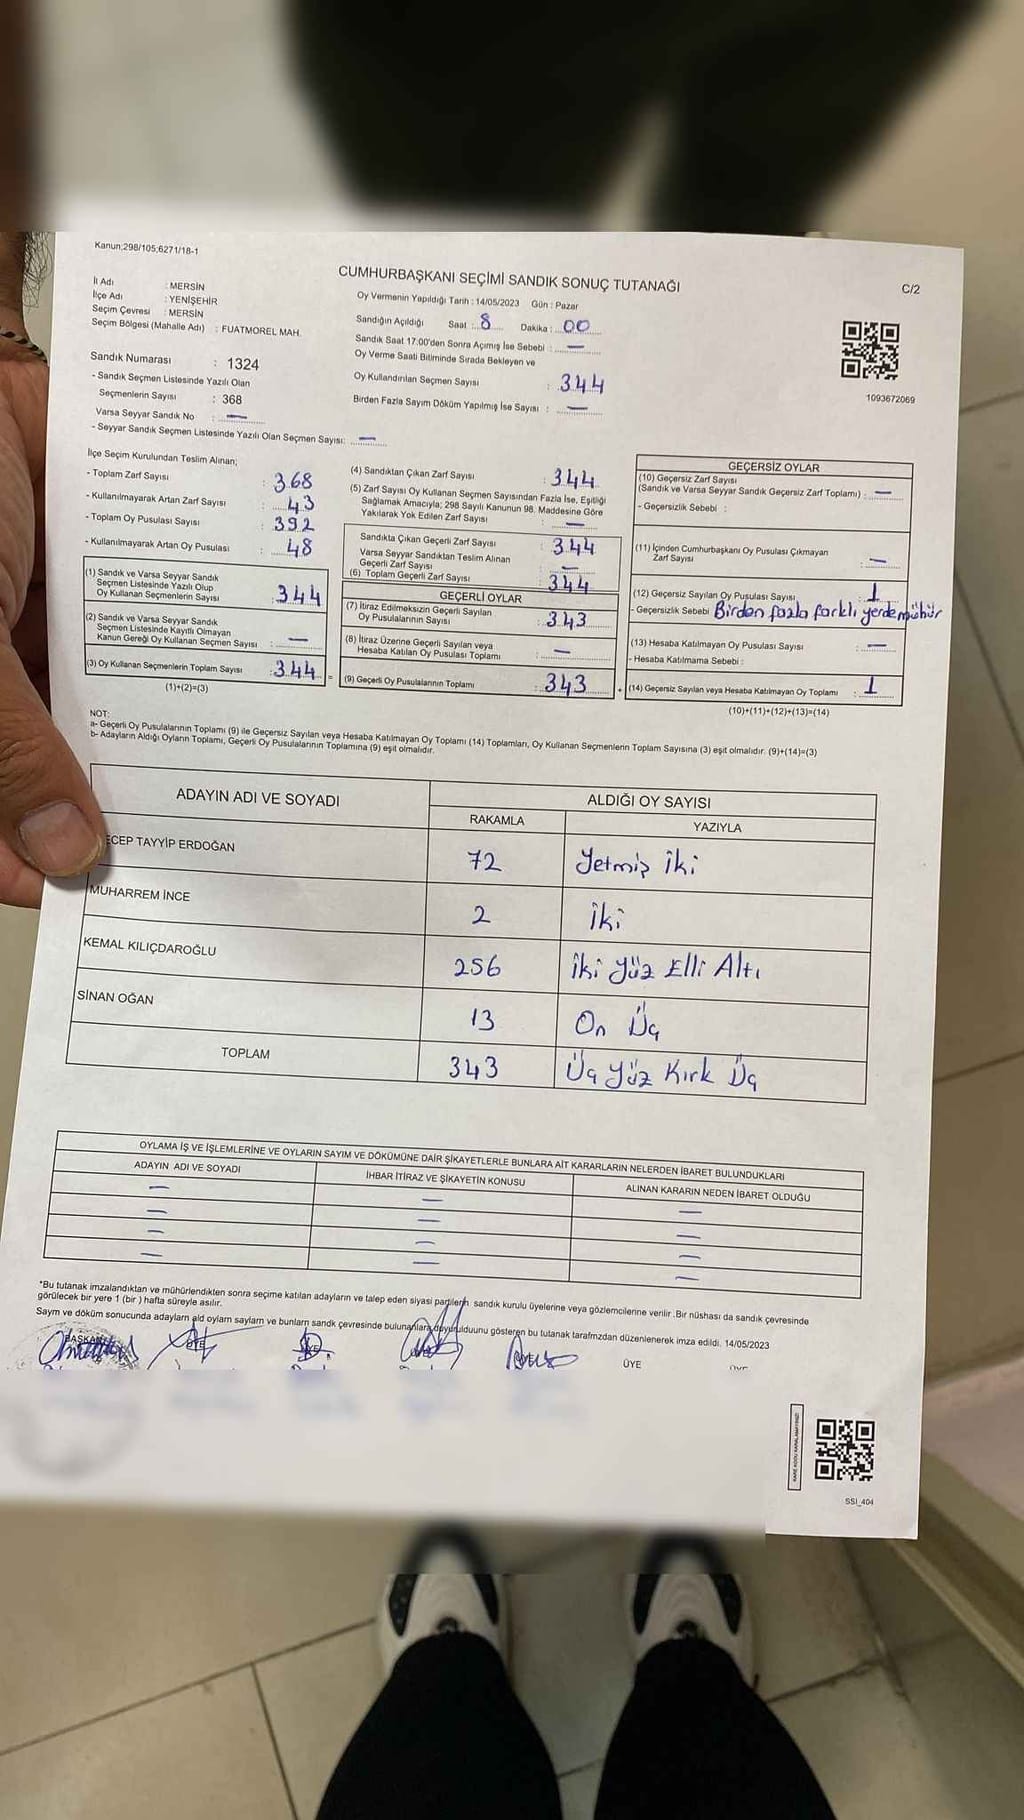 Kanun;298/105;6271/18-1
CUMHURBAŞKANI SEÇİMİ SANDIK SONUÇ TUTANAĞI
C/2
İl Adı : MERSİN
İlçe Adı : YENİŞEHİR
Seçim Çevresi : MERSİN
Seçim Bölgesi (Mahalle Adı) : FUATMOREL MAH.
Oy Vermenin Yapıldığı Tarih : 14/05/2023 Gün : Pazar
Sandığın Açıldığı Saat : 8 Dakika : 00
Sandık Saat 17:00'den Sonra Açımış İse Sebebi : —
Oy Verme Saati Bitiminde Sırada Bekleyen ve
Oy Kullandırılan Seçmen Sayısı : 344
Birden Fazla Sayım Döküm Yapılmış İse Sayısı : —
1093672069
Sandık Numarası : 1324
- Sandık Seçmen Listesinde Yazılı Olan
Seçmenlerin Sayısı : 368
Varsa Seyyar Sandık No : —
- Seyyar Sandık Seçmen Listesinde Yazılı Olan Seçmen Sayısı: —
İlçe Seçim Kurulundan Teslim Alınan;
- Toplam Zarf Sayısı : 368
- Kullanılmayarak Artan Zarf Sayısı : 43
- Toplam Oy Pusulası Sayısı : 392
- Kullanılmayarak Artan Oy Pusulası : 48
(1) Sandık ve Varsa Seyyar Sandık
Seçmen Listesinde Yazılı Olup
Oy Kullanan Seçmenlerin Sayısı : 344
(2) Sandık ve Varsa Seyyar Sandık
Seçmen Listesinde Kayıtlı Olmayan
Kanun Gereği Oy Kullanan Seçmen Sayısı : —
(3) Oy Kullanan Seçmenlerin Toplam Sayısı : 344
(1)+(2)=(3)
(4) Sandıktan Çıkan Zarf Sayısı : 344
(5) Zarf Sayısı Oy Kullanan Seçmen Sayısından Fazla İse, Eşitliği
Sağlamak Amacıyla; 298 Sayılı Kanunun 98. Maddesine Göre
Yakılarak Yok Edilen Zarf Sayısı : —
Sandıkta Çıkan Geçerli Zarf Sayısı : 344
Varsa Seyyar Sandıktan Teslim Alınan
Geçerli Zarf Sayısı : —
(6) Toplam Geçerli Zarf Sayısı : 344
GEÇERLİ OYLAR
(7) İtiraz Edilmeksizin Geçerli Sayılan
Oy Pusulasının Sayısı : 343
(8) İtiraz Üzerine Geçerli Sayılan veya
Hesaba Katılan Oy Pusulası Toplamı : —
(9) Geçerli Oy Pusulalarının Toplamı : 343
GEÇERSİZ OYLAR
(10) Geçersiz Zarf Sayısı
(Sandık ve Varsa Seyyar Sandık Geçersiz Zarf Toplamı) : —
- Geçersizlik Sebebi :
(11) İçinden Cumhurbaşkanı Oy Pusulası Çıkmayan
Zarf Sayısı : —
(12) Geçersiz Sayılan Oy Pusulası Sayısı : 1
- Geçersizlik Sebebi Birden fazla farklı yerde mühür
(13) Hesaba Katılmayan Oy Pusulası Sayısı : —
- Hesaba Katılmama Sebebi :
(14) Geçersiz Sayılan veya Hesaba Katılmayan Oy Toplamı : 1
(10)+(11)+(12)+(13)=(14)
NOT:
a- Geçerli Oy Pusulalarının Toplamı (9) ile Geçersiz Sayılan veya Hesaba Katılmayan Oy Toplamı (14) Toplamları, Oy Kullanan Seçmenlerin Toplam Sayısına (3) eşit olmalıdır. (9)+(14)=(3)
b- Adayların Aldığı Oyların Toplamı, Geçerli Oy Pusulalarının Toplamına (9) eşit olmalıdır.
ADAYIN ADI VE SOYADI ALDIĞI OY SAYISI
RAKAMLA YAZIYLA
ECEP TAYYİP ERDOĞAN 72 Yetmiş İki
MUHARREM İNCE 2 İki
KEMAL KILIÇDAROĞLU 256 İki Yüz Elli Altı
SİNAN OĞAN 13 On Üç
TOPLAM 343 Üç Yüz Kırk Üç
OYLAMA İŞ VE İŞLEMLERİNE VE OYLARIN SAYIM VE DÖKÜMÜNE DAİR ŞİKAYETLERLE BUNLARA AİT KARARLARIN NELERDEN İBARET BULUNDUKLARI
ADAYIN ADI VE SOYADI İHBAR İTİRAZ VE ŞİKAYETİN KONUSU ALINAN KARARIN NEDEN İBARET OLDUĞU
— — —
— — —
— — —
— — —
*Bu tutanak imzalandıktan ve mühürlendikten sonra seçime katılan adayların ve talep eden siyasi partilerin sandık kurulu üyelerine veya gözlemcilerine verilir .Bir nüshası da sandık çevresinde
görülecek bir yere 1 (bir ) hafta süreyle asılır.
Sayım ve döküm sonucunda adayların ald oyların sayları ve bunların sandk çevresinde bulunanlara duyurulduunu gösteren bu tutanak tarafmzdan düzenlenerek imza edildi. 14/05/2023
BAŞKAN ÜYE ÜYE ÜYE ÜYE ÜYE
SSI_404